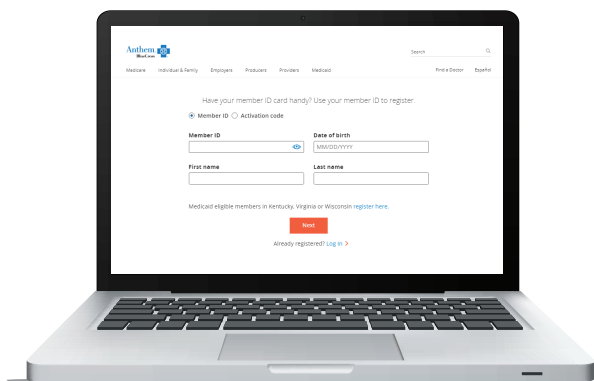 Anthem.
BlueCross
Search
Medicare Individual & Family Employers Producers Providers Medicaid Find a Doctor Español
Have your member ID card handy? Use your member ID to register.
Member ID Activation code
Member ID Date of birth
MM/DD/YYYY
First name Last name
Medicaid eligible members in Kentucky, Virginia or Wisconsin register here.
Next
Already registered? Log in >